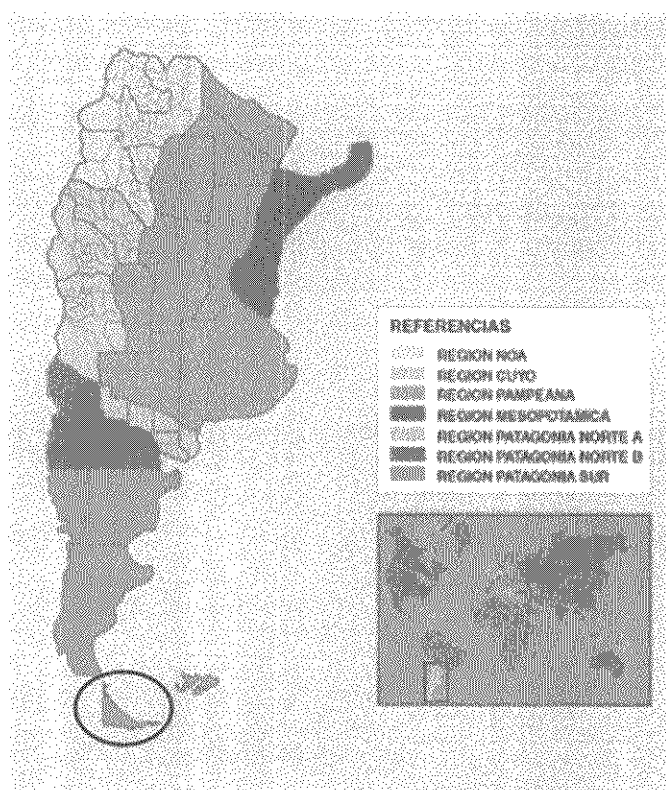 REFERENCIAS
REGION NOA
REGION CUYO
REGION PAMPEANA
REGION MESOPOTAMICA
REGION PATAGONIA NORTE A
REGION PATAGONIA NORTE B
REGION PATAGONIA SUR